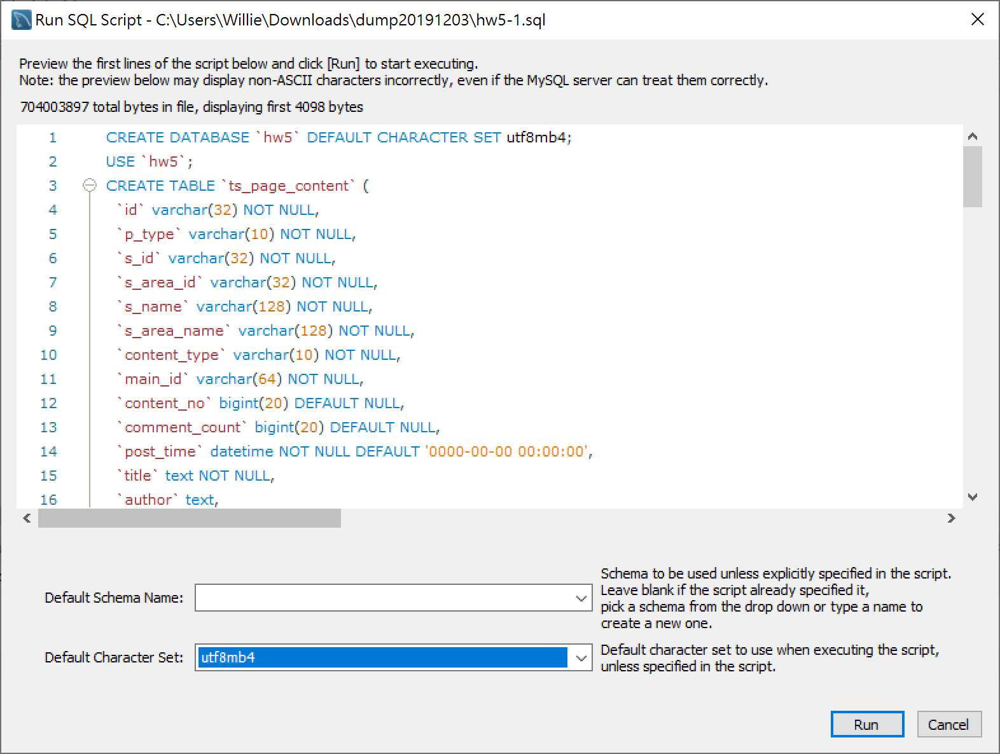 Run SQL Script - C:\Users\Willie\Downloads\dump20191203\hw5-1.sql
Preview the first lines of the script below and click [Run] to start executing.
Note: the preview below may display non-ASCII characters incorrectly, even if the MySQL server can treat them correctly.
704003897 total bytes in file, displaying first 4098 bytes
1 CREATE DATABASE `hw5` DEFAULT CHARACTER SET utf8mb4;
2 USE `hw5`;
3 CREATE TABLE `ts_page_content` (
4 `id` varchar(32) NOT NULL,
5 `p_type` varchar(10) NOT NULL,
6 `s_id` varchar(32) NOT NULL,
7 `s_area_id` varchar(32) NOT NULL,
8 `s_name` varchar(128) NOT NULL,
9 `s_area_name` varchar(128) NOT NULL,
10 `content_type` varchar(10) NOT NULL,
11 `main_id` varchar(64) NOT NULL,
12 `content_no` bigint(20) DEFAULT NULL,
13 `comment_count` bigint(20) DEFAULT NULL,
14 `post_time` datetime NOT NULL DEFAULT '0000-00-00 00:00:00',
15 `title` text NOT NULL,
16 `author` text,
Default Schema Name:
Schema to be used unless explicitly specified in the script.
Leave blank if the script already specified it,
pick a schema from the drop down or type a name to
create a new one.
Default Character Set: utf8mb4
Default character set to use when executing the script,
unless specified in the script.
Run Cancel